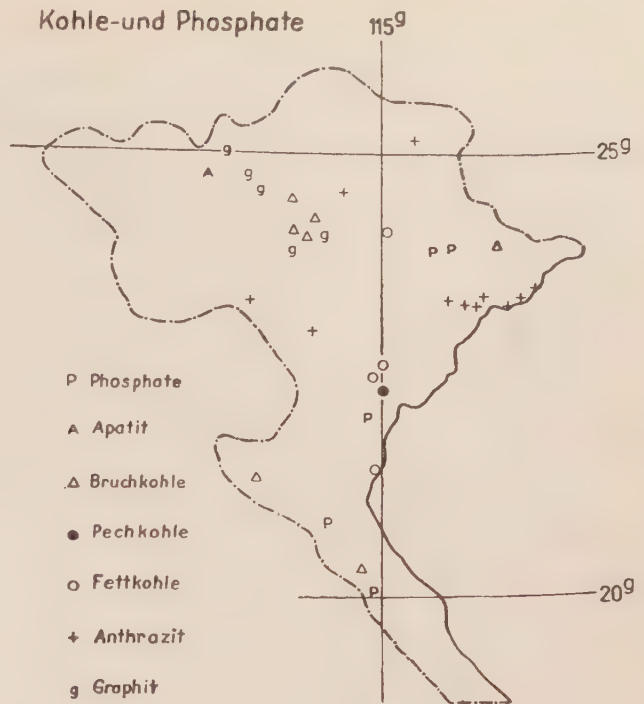 Kohle-und Phosphate
115g
25g
20g
P Phosphate
A Apatit
△ Bruchkohle
● Pechkohle
○ Fettkohle
+ Anthrazit
g Graphit